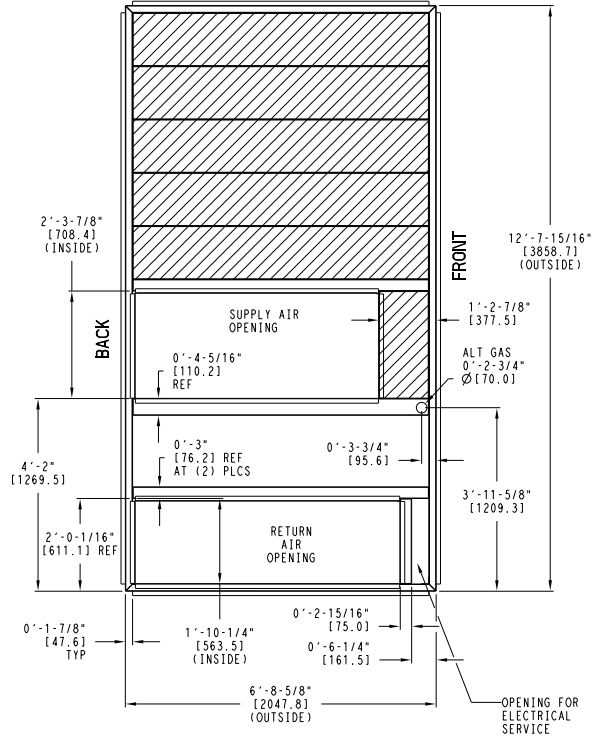 2'-3-7/8"
[708.4]
(INSIDE)
12'-7-15/16"
[3858.7]
(OUTSIDE)
FRONT
BACK
SUPPLY AIR
OPENING
1'-2-7/8"
[377.5]
ALT GAS
0'-2-3/4"
Ø[70.0]
0'-4-5/16"
[110.2]
REF
0'-3"
[76.2] REF
AT (2) PLCS
0'-3-3/4"
[95.6]
4'-2"
[1269.5]
3'-11-5/8"
[1209.3]
2'-0-1/16"
[611.1] REF
RETURN
AIR
OPENING
0'-1-7/8"
[47.6]
TYP
1'-10-1/4"
[563.5]
(INSIDE)
0'-2-15/16"
[75.0]
0'-6-1/4"
[161.5]
6'-8-5/8"
[2047.8]
(OUTSIDE)
OPENING FOR
ELECTRICAL
SERVICE